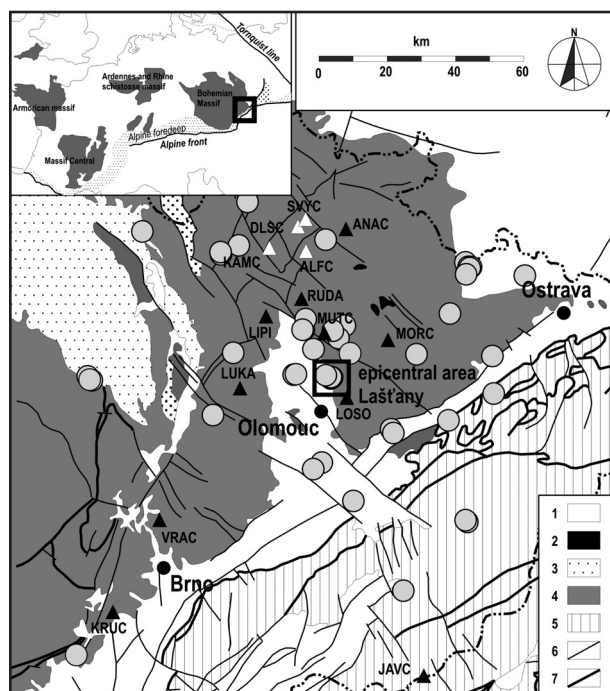 Tornquist line
Ardennes and Rhine
schistosse massif
Bohemian
Massif
Armorican massif
Alpine foredeep
Alpine front
Massif Central
km
0 20 40 60
N
SVYC
DLSC
ANAC
KAMC
ALFC
RUDA
Ostrava
LIPI
MUTC
MORC
LUKA
epicentral area
Lašťany
LOSO
Olomouc
VRAC
Brno
KRUC
JAVC
1
2
3
4
5
6
7